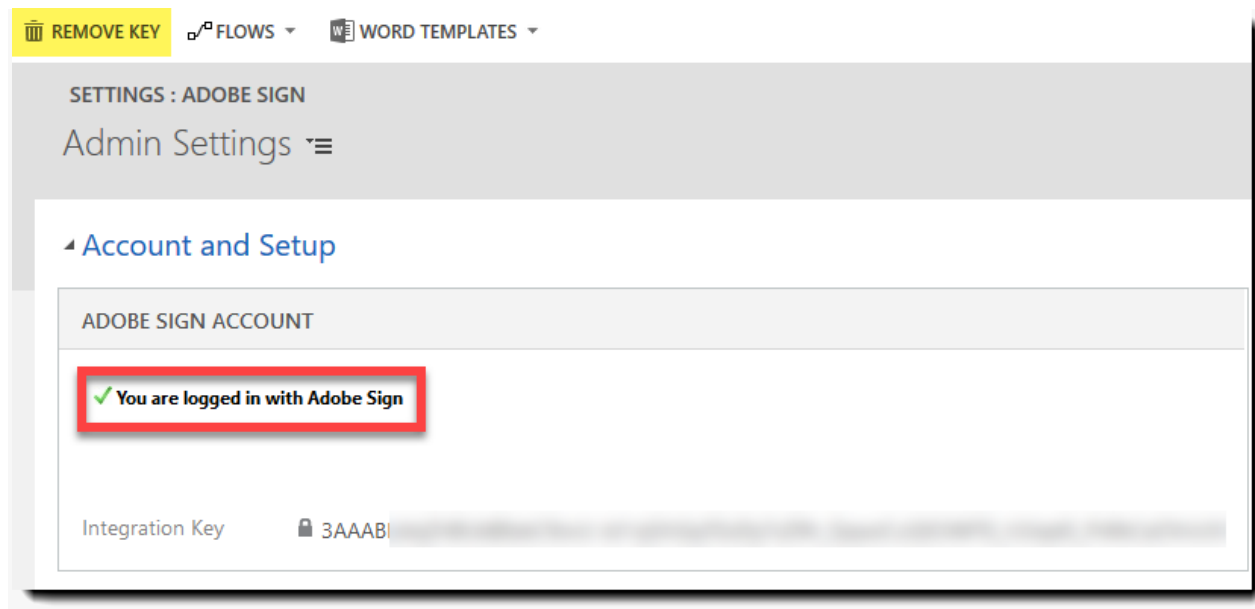 REMOVE KEY FLOWS WORD TEMPLATES
SETTINGS : ADOBE SIGN
Admin Settings
Account and Setup
ADOBE SIGN ACCOUNT
You are logged in with Adobe Sign
Integration Key 3AAAB